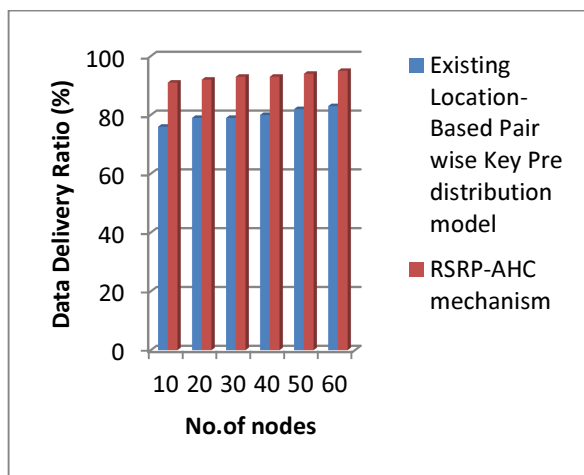 Data Delivery Ratio (%)
100
80
60
40
20
0
10 20 30 40 50 60
No.of nodes
Existing
Location-
Based Pair
wise Key Pre
distribution
model
RSRP-AHC
mechanism